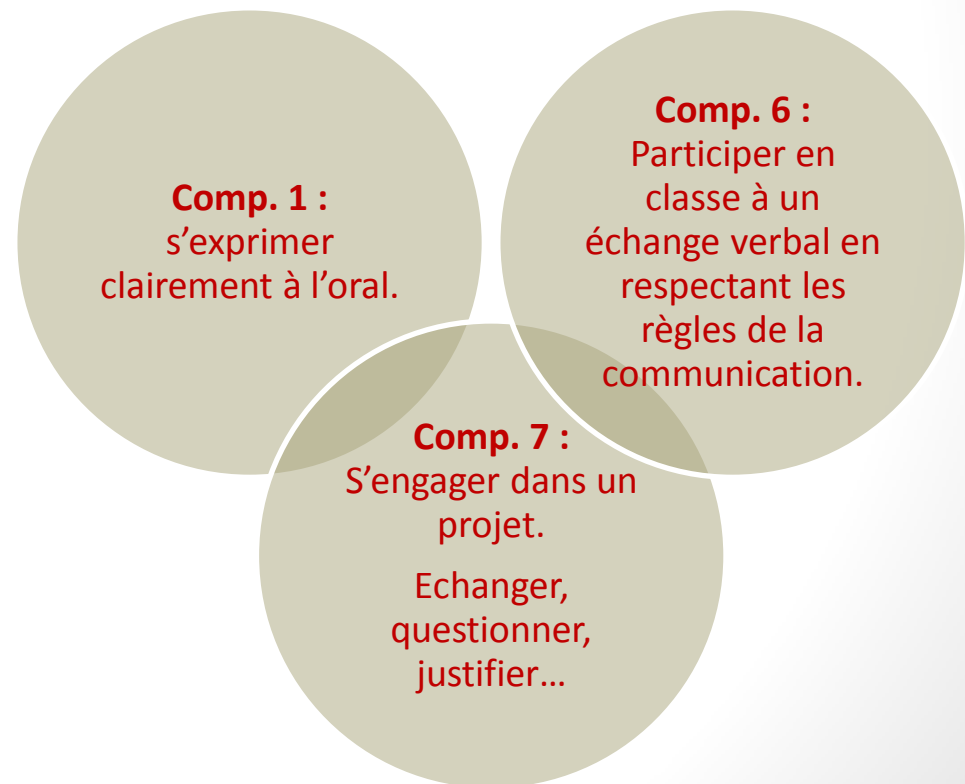 Comp. 1 :
s’exprimer
clairement à l’oral.
Comp. 6 :
Participer en
classe à un
échange verbal en
respectant les
règles de la
communication.
Comp. 7 :
S’engager dans un
projet.
Echanger,
questionner,
justifier…